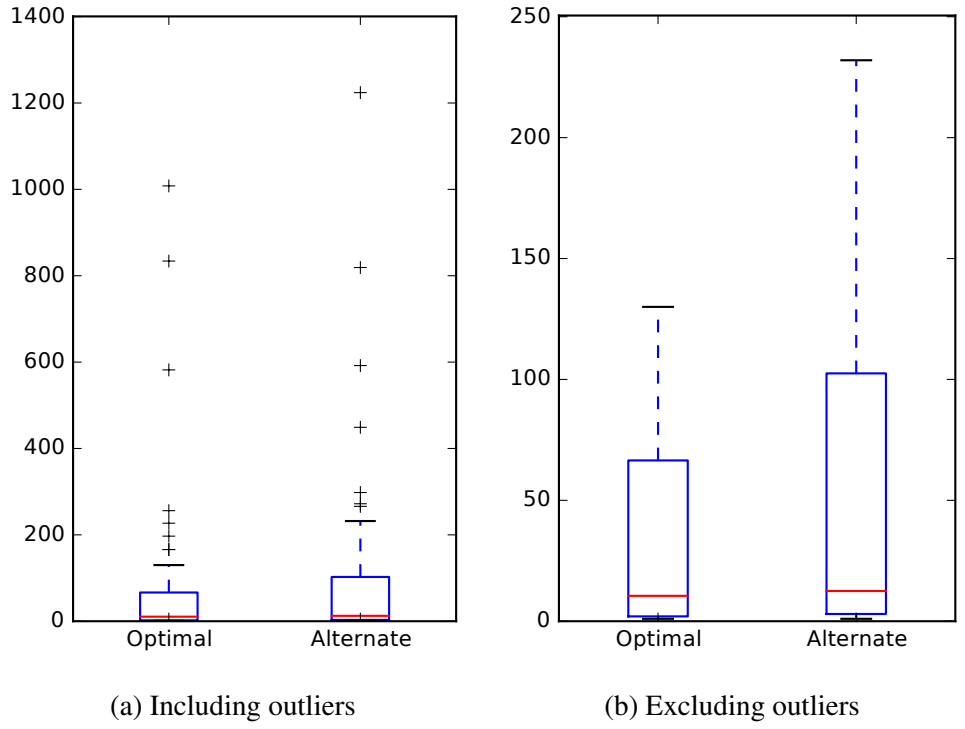 1400
1200
1000
800
600
400
200
0
Optimal
Alternate
(a) Including outliers
250
200
150
100
50
0
Optimal
Alternate
(b) Excluding outliers